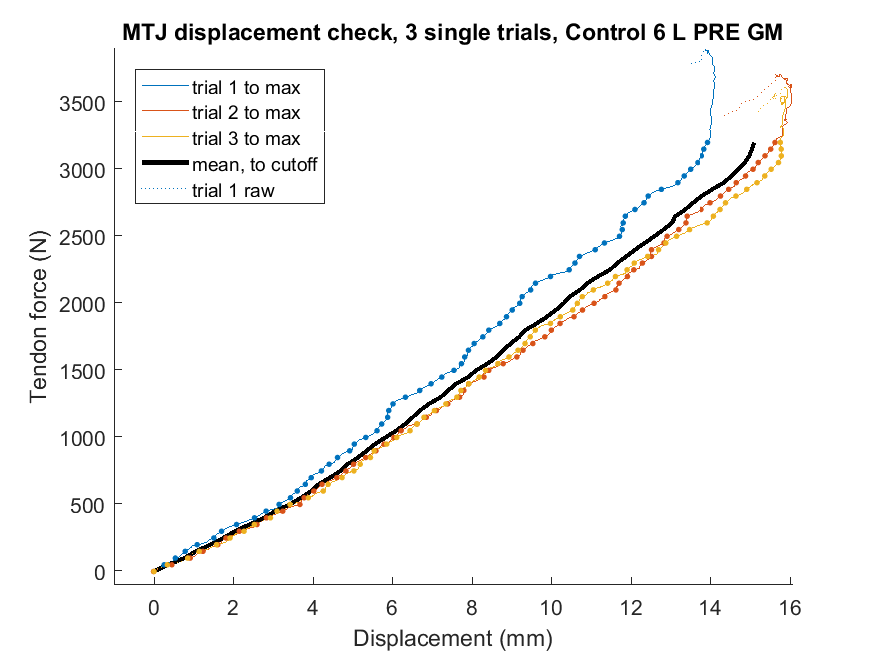 MTJ displacement check, 3 single trials, Control 6 L PRE GM
trial 1 to max
trial 2 to max
trial 3 to max
mean, to cutoff
trial 1 raw
3500
3000
2500
2000
1500
1000
500
0
Tendon force (N)
0 2 4 6 8 10 12 14 16
Displacement (mm)